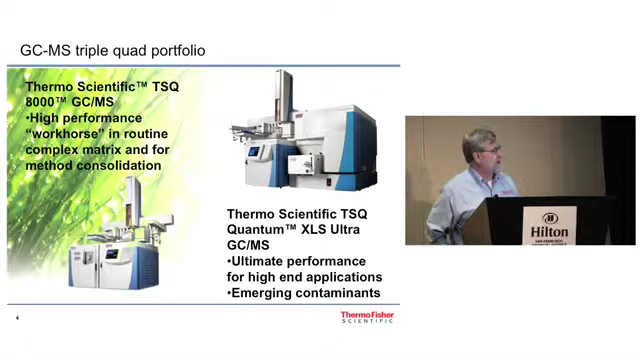 GC-MS triple quad portfolio
Thermo Scientific™ TSQ
8000™ GC/MS
•High performance
“workhorse” in routine
complex matrix and for
method consolidation
Thermo Scientific TSQ
Quantum™ XLS Ultra
GC/MS
•Ultimate performance
for high end applications
•Emerging contaminants
4
ThermoFisher
SCIENTIFIC
Hilton